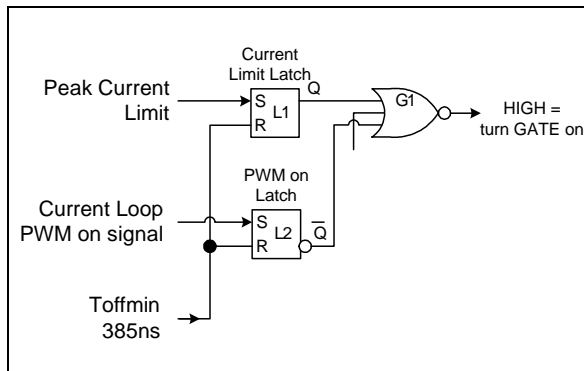 Current
Limit Latch
Peak Current
Limit
S
L1
R
Q
G1
HIGH =
turn GATE on
PWM on
Latch
Current Loop
PWM on signal
S
L2
R
Q̅
Toffmin
385ns